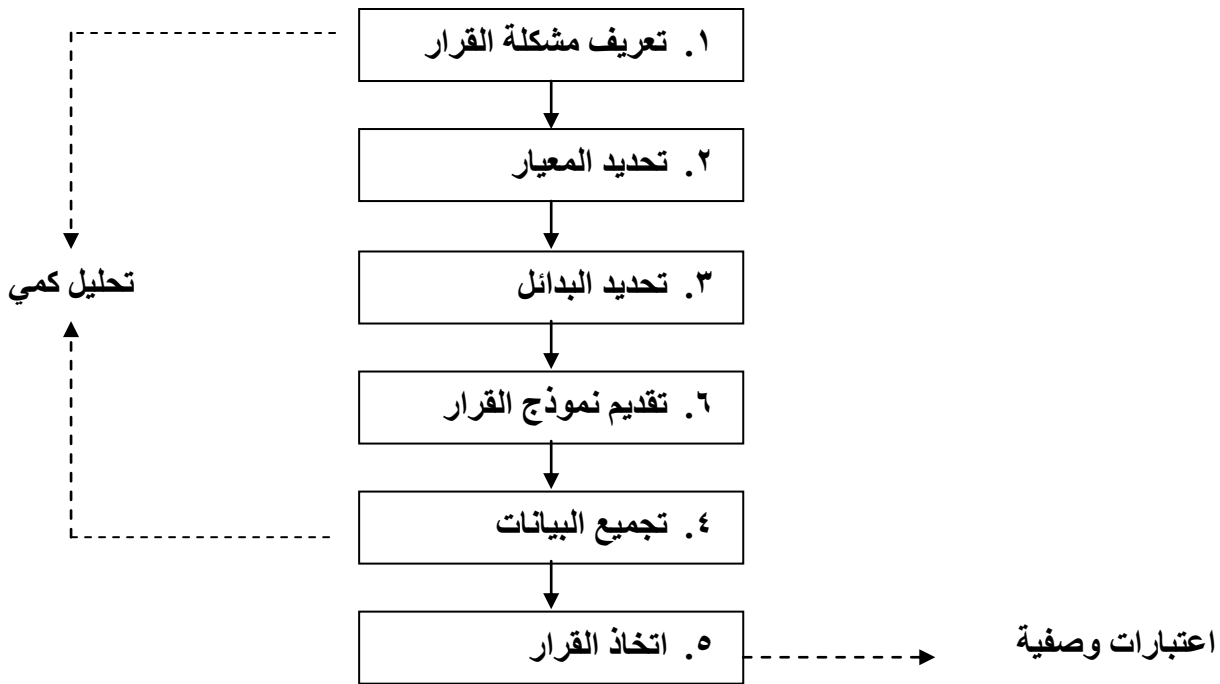 ١. تعريف مشكلة القرار
٢. تحديد المعيار
٣. تحديد البدائل
تحليل كمي
٦. تقديم نموذج القرار
٤. تجميع البيانات
٥. اتخاذ القرار
اعتبارات وصفية